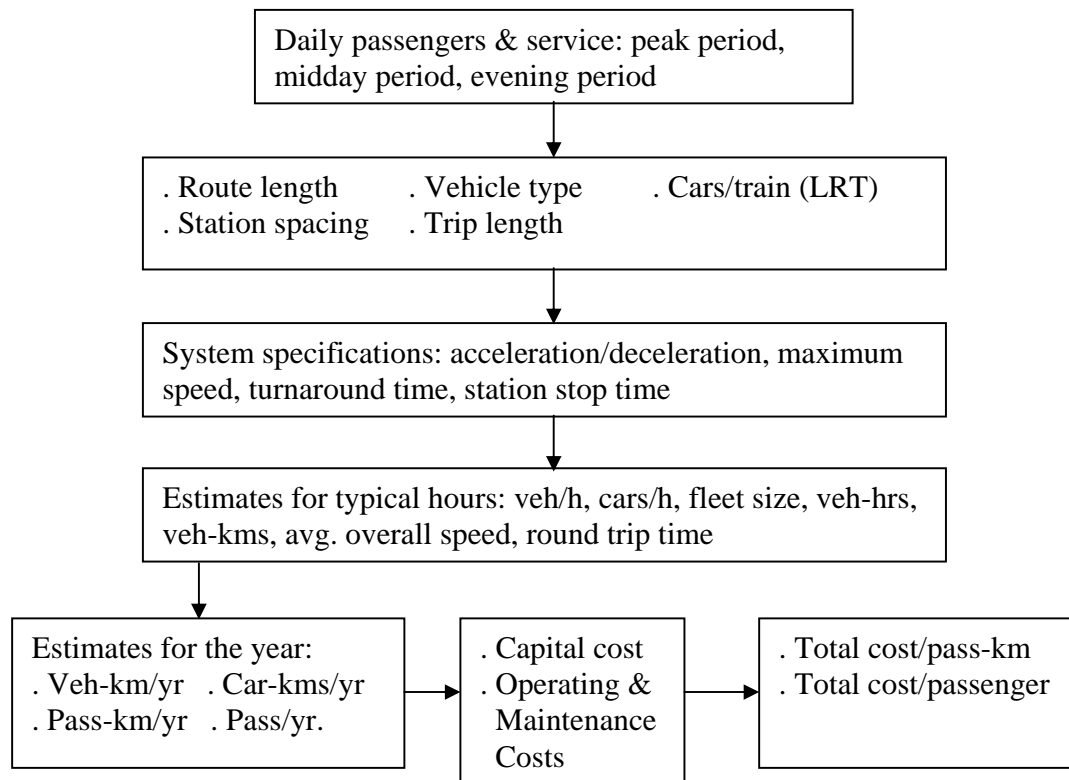 Daily passengers & service: peak period,
midday period, evening period
. Route length . Vehicle type . Cars/train (LRT)
. Station spacing . Trip length
System specifications: acceleration/deceleration, maximum
speed, turnaround time, station stop time
Estimates for typical hours: veh/h, cars/h, fleet size, veh-hrs,
veh-kms, avg. overall speed, round trip time
Estimates for the year:
. Veh-km/yr . Car-kms/yr
. Pass-km/yr . Pass/yr.
. Capital cost
. Operating &
Maintenance
Costs
. Total cost/pass-km
. Total cost/passenger